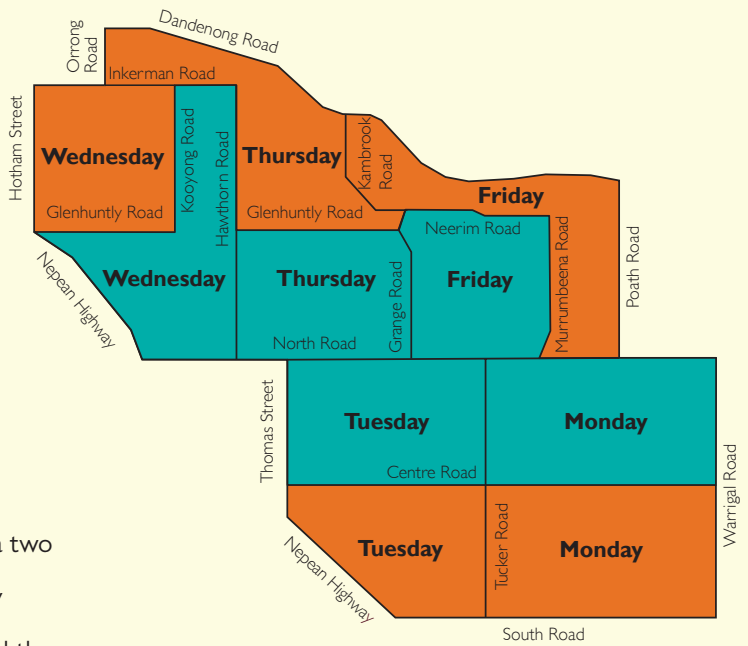 Dandenong Road
Orrong
Road
Inkerman Road
Hotham Street
Wednesday
Kooyong Road
Hawthorn Road
Thursday
Kambrook
Road
Friday
Glenhuntly Road
Glenhuntly Road
Neerim Road
Murrumbeena Road
Poath Road
Nepean Highway
Wednesday
Thursday
Grange Road
Friday
North Road
Thomas Street
Tuesday
Monday
Centre Road
Warrigal Road
a two
Nepean Highway
Tuesday
Tucker Road
Monday
South Road